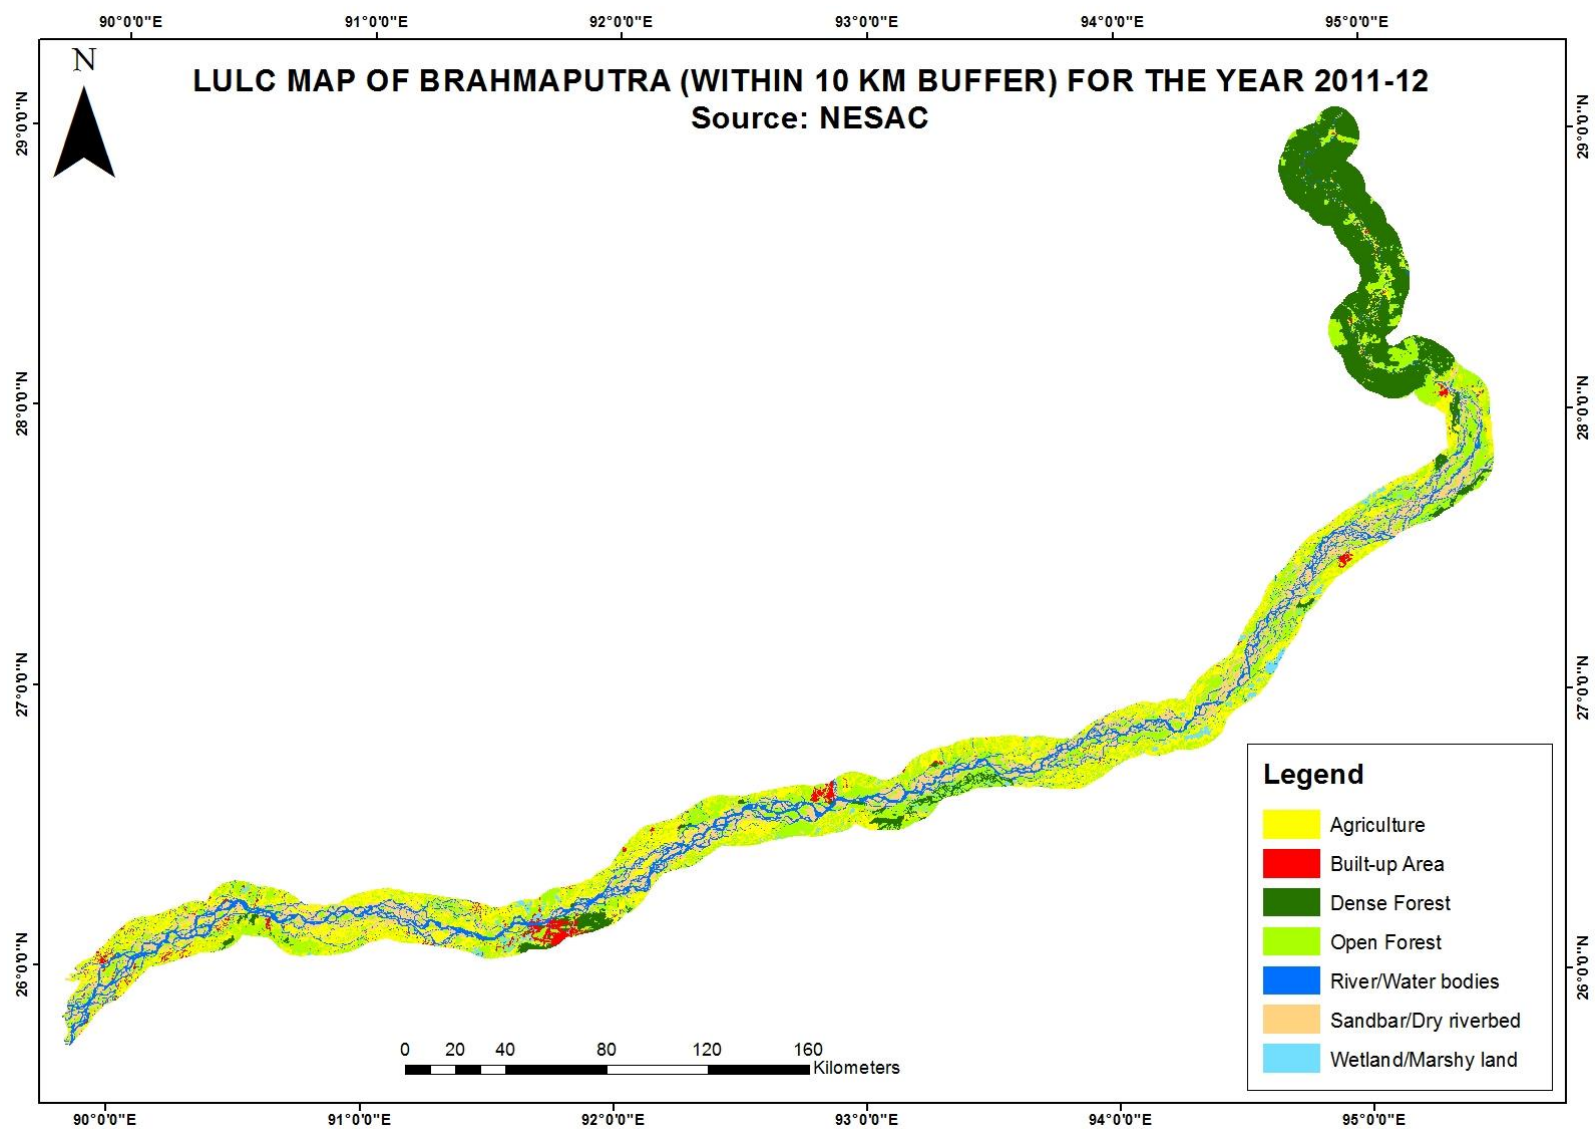 90°0'0"E 91°0'0"E 92°0'0"E 93°0'0"E 94°0'0"E 95°0'0"E
N
LULC MAP OF BRAHMAPUTRA (WITHIN 10 KM BUFFER) FOR THE YEAR 2011-12
Source: NESAC
29°0'0"N 29°0'0"N
28°0'0"N 28°0'0"N
27°0'0"N 27°0'0"N
26°0'0"N 26°0'0"N
Legend
Agriculture
Built-up Area
Dense Forest
Open Forest
River/Water bodies
Sandbar/Dry riverbed
Wetland/Marshy land
0 20 40 80 120 160
Kilometers
90°0'0"E 91°0'0"E 92°0'0"E 93°0'0"E 94°0'0"E 95°0'0"E